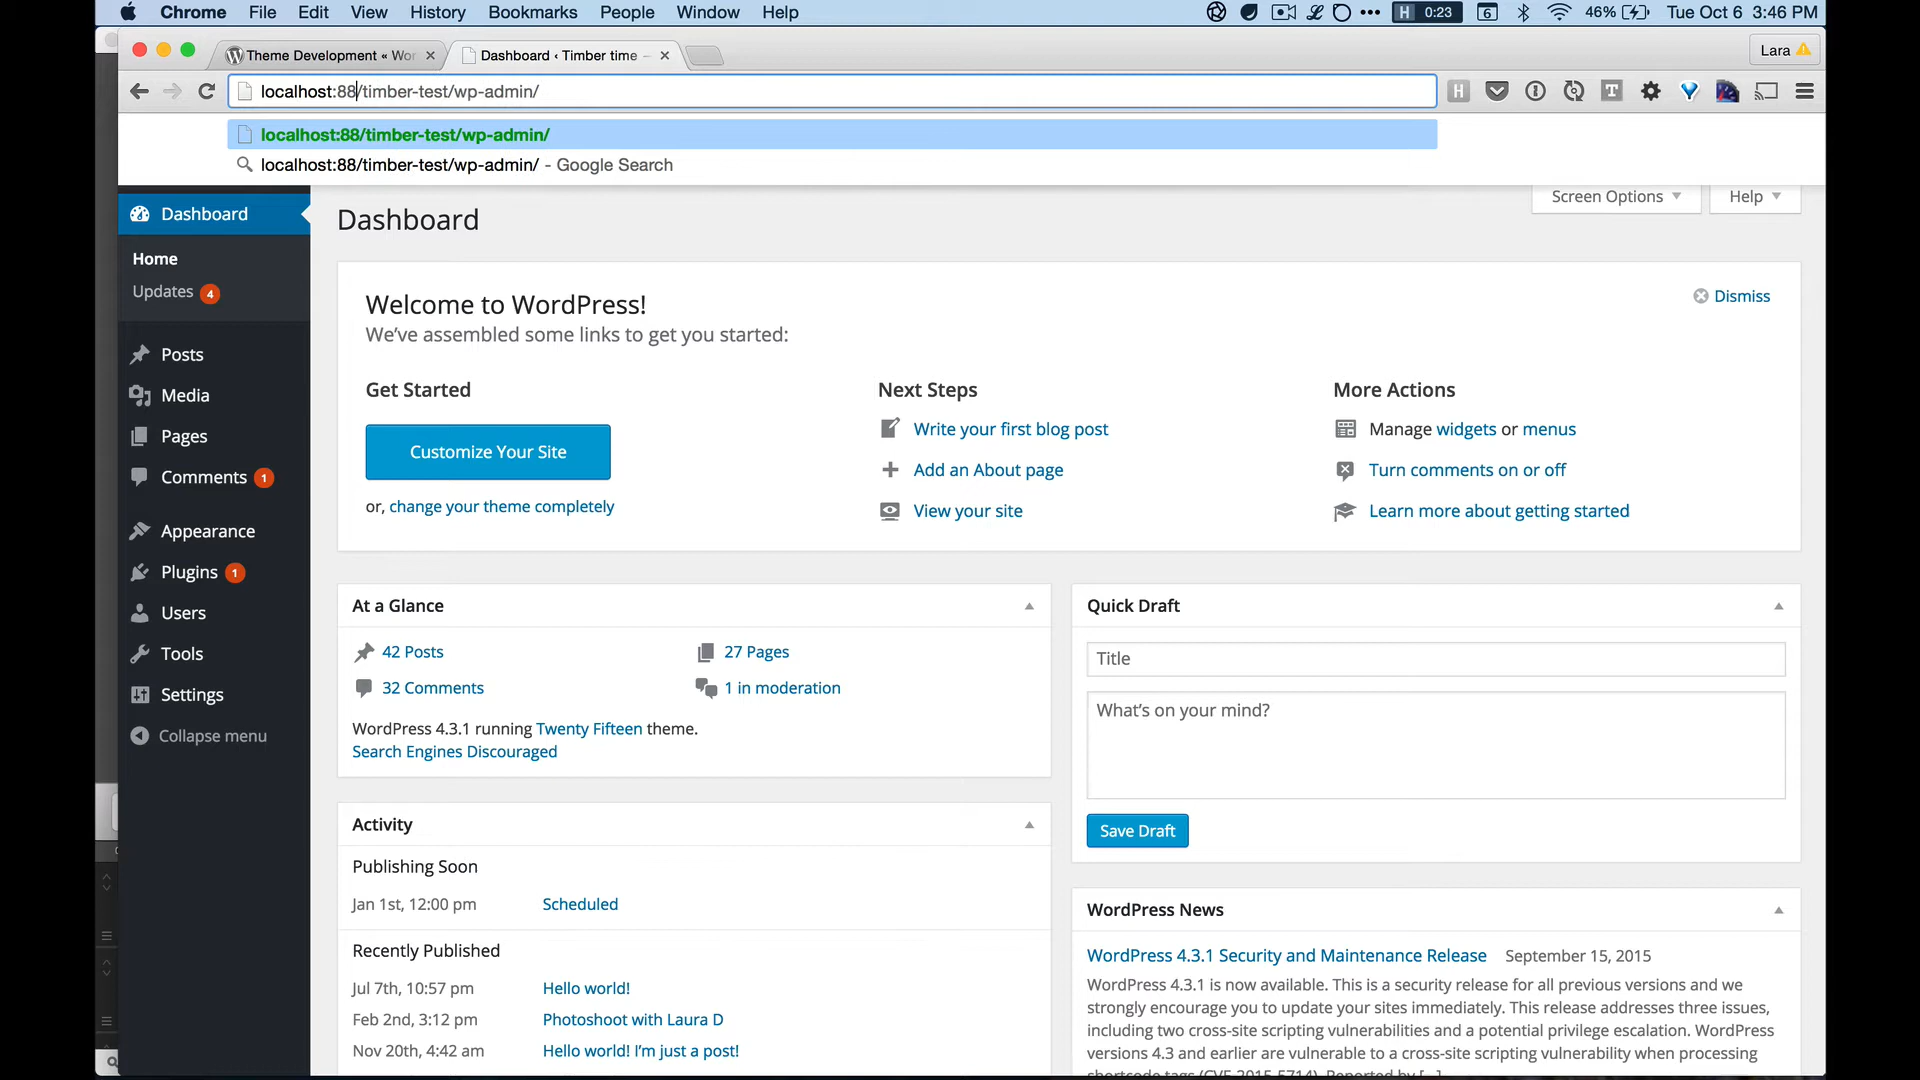 Chrome File Edit View History Bookmarks People Window Help H 0:23 6 46% Tue Oct 6 3:46 PM
Theme Development « Wor Dashboard ‹ Timber time – Lara
localhost:88/timber-test/wp-admin/
localhost:88/timber-test/wp-admin/
localhost:88/timber-test/wp-admin/ - Google Search
Dashboard
Home
Updates 4
Posts
Media
Pages
Comments 1
Appearance
Plugins 1
Users
Tools
Settings
Collapse menu
Screen Options Help
Dashboard
Welcome to WordPress!
Dismiss
We've assembled some links to get you started:
Get Started
Customize Your Site
or, change your theme completely
Next Steps
Write your first blog post
Add an About page
View your site
More Actions
Manage widgets or menus
Turn comments on or off
Learn more about getting started
At a Glance
42 Posts 27 Pages
32 Comments 1 in moderation
WordPress 4.3.1 running Twenty Fifteen theme.
Search Engines Discouraged
Activity
Publishing Soon
Jan 1st, 12:00 pm Scheduled
Recently Published
Jul 7th, 10:57 pm Hello world!
Feb 2nd, 3:12 pm Photoshoot with Laura D
Nov 20th, 4:42 am Hello world! I'm just a post!
Quick Draft
Title
What's on your mind?
Save Draft
WordPress News
WordPress 4.3.1 Security and Maintenance Release September 15, 2015
WordPress 4.3.1 is now available. This is a security release for all previous versions and we
strongly encourage you to update your sites immediately. This release addresses three issues,
including two cross-site scripting vulnerabilities and a potential privilege escalation. WordPress
versions 4.3 and earlier are vulnerable to a cross-site scripting vulnerability when processing
shortcode tags (CVE-2015-5714). Reported by […]